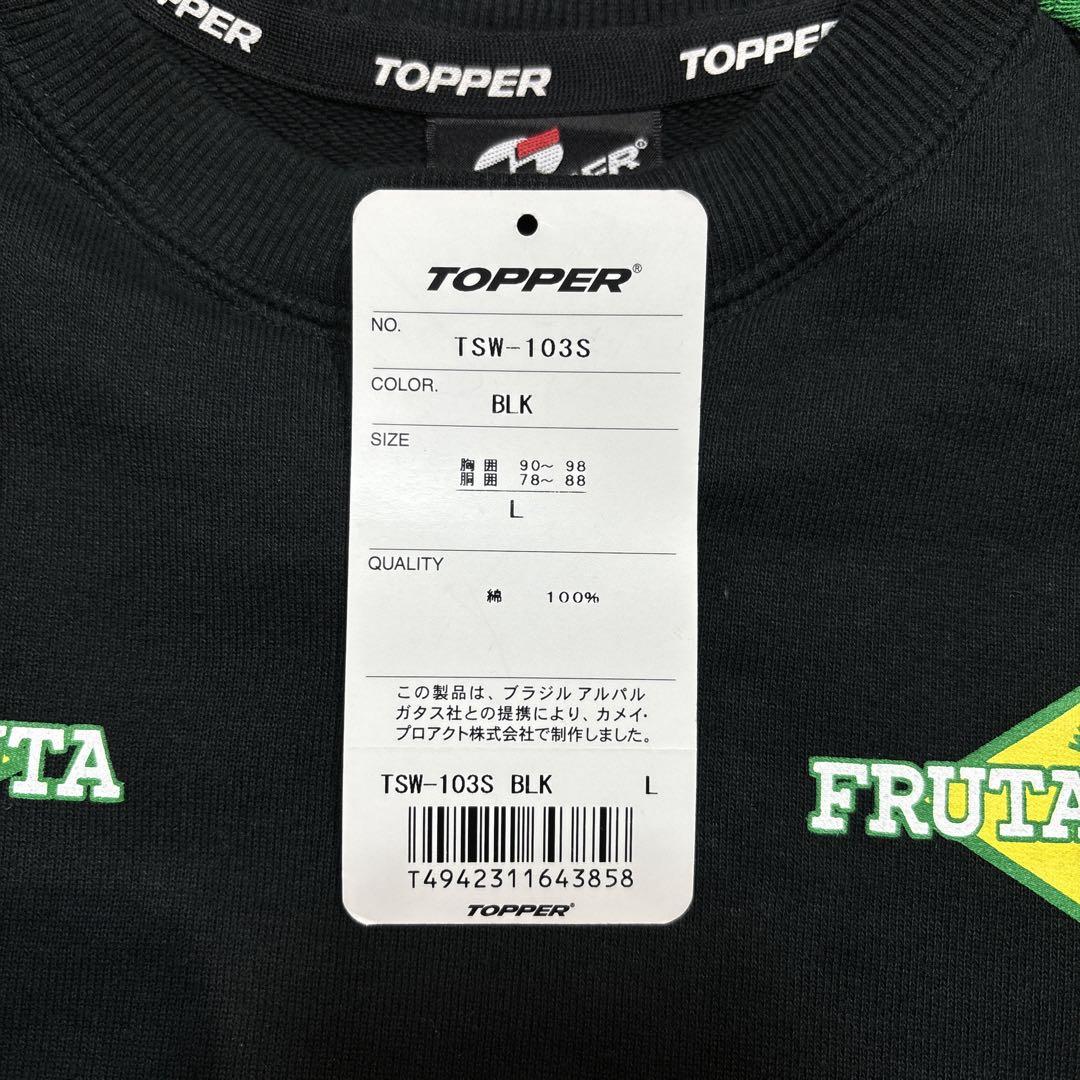 TOPPER
TOPPER
TOPPER®
NO.
TSW-103S
COLOR.
BLK
SIZE
胸囲 90～ 98
胴囲 78～ 88
L
QUALITY
綿 100%
この製品は、ブラジル アルパル
ガタス社との提携により、カメイ・
プロアクト株式会社で制作しました。
TSW-103S BLK L
T4942311643858
TOPPER®
UTA
FRUTA